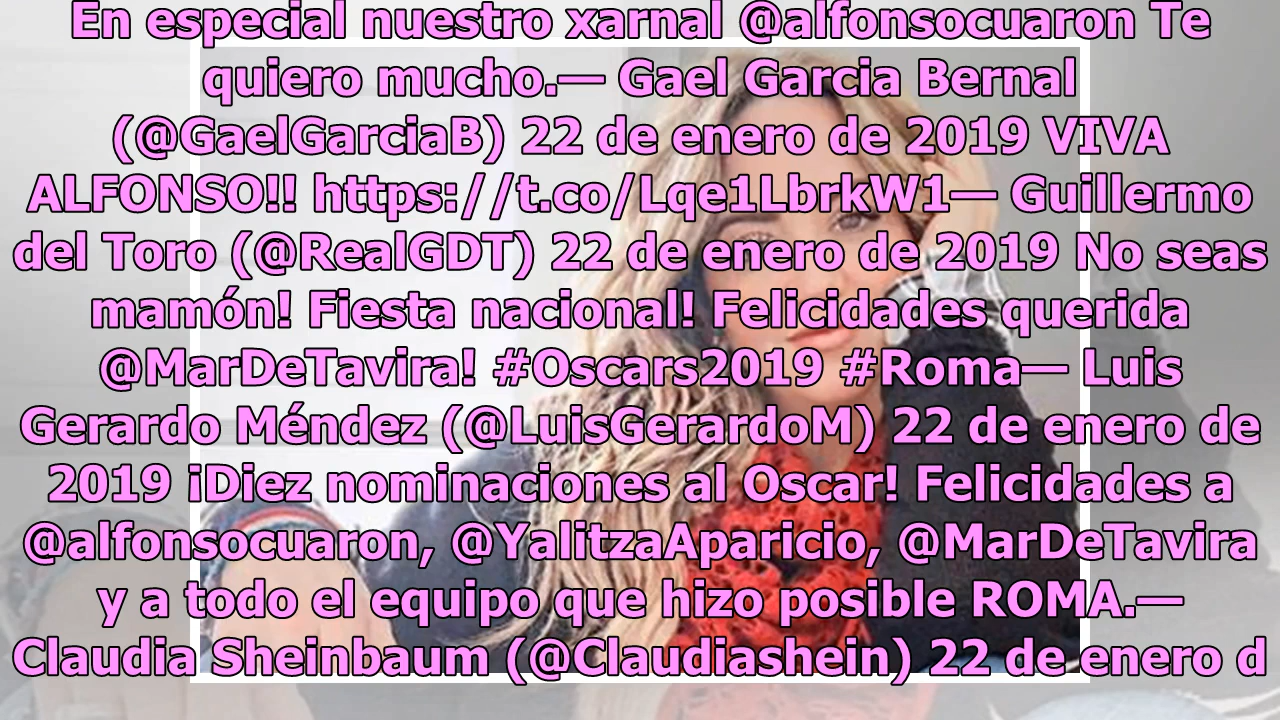 En especial nuestro xarnal @alfonsocuaron Te
quiero mucho.— Gael Garcia Bernal
(@GaelGarciaB) 22 de enero de 2019 VIVA
ALFONSO!! https://t.co/Lqe1LbrkW1— Guillermo
del Toro (@RealGDT) 22 de enero de 2019 No seas
mamón! Fiesta nacional! Felicidades querida
@MarDeTavira! #Oscars2019 #Roma— Luis
Gerardo Méndez (@LuisGerardoM) 22 de enero de
2019 ¡Diez nominaciones al Oscar! Felicidades a
@alfonsocuaron, @YalitzaAparicio, @MarDeTavira
y a todo el equipo que hizo posible ROMA.—
Claudia Sheinbaum (@Claudiashein) 22 de enero d